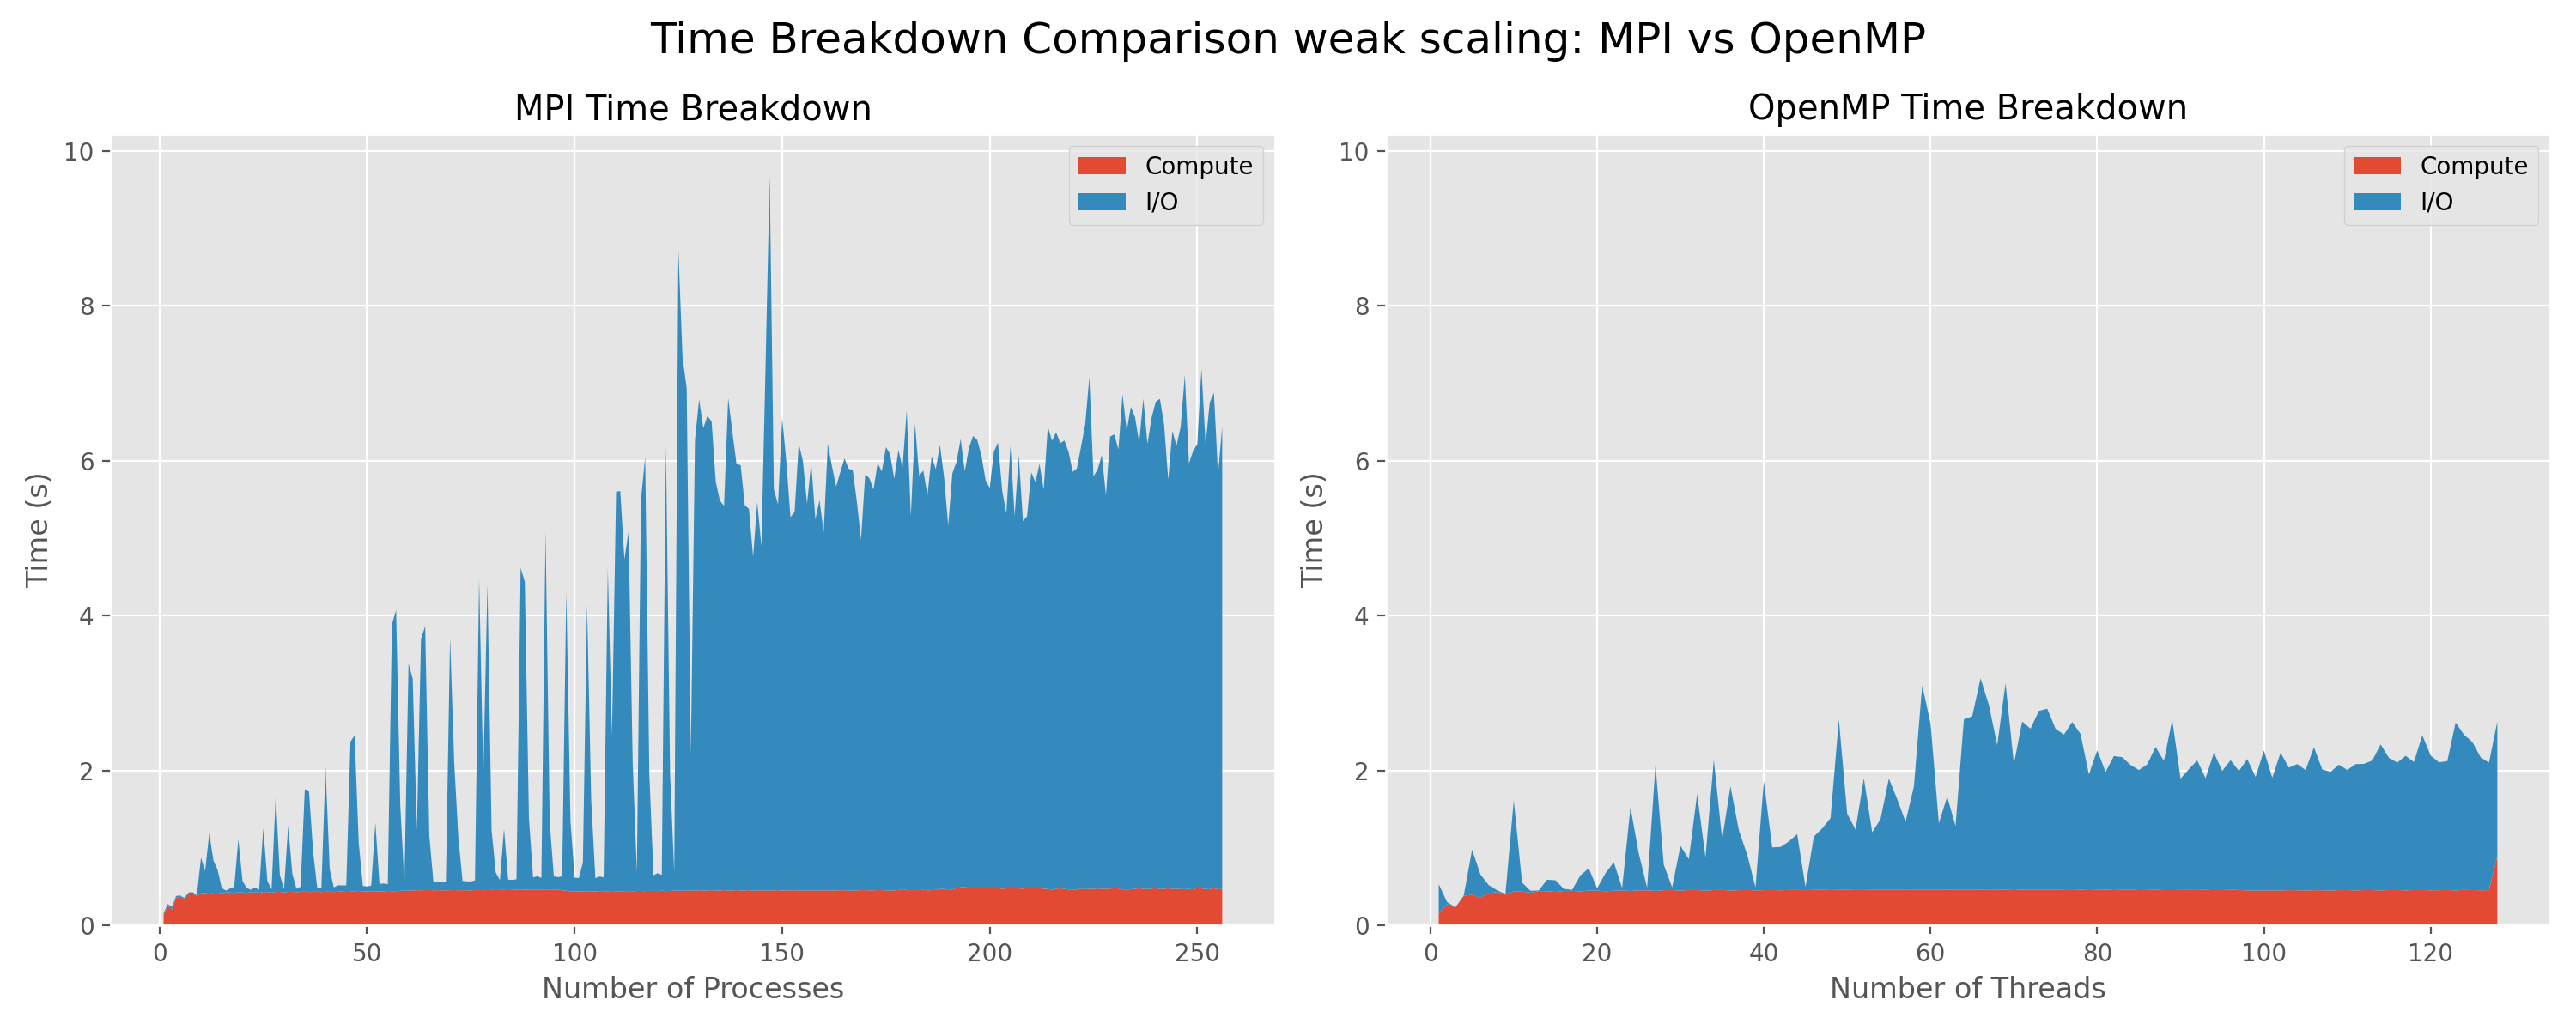 Time Breakdown Comparison weak scaling: MPI vs OpenMP
MPI Time Breakdown
10
8
6
4
2
0
Time (s)
Compute
I/O
0 50 100 150 200 250
Number of Processes
OpenMP Time Breakdown
10
8
6
4
2
0
Time (s)
Compute
I/O
0 20 40 60 80 100 120
Number of Threads